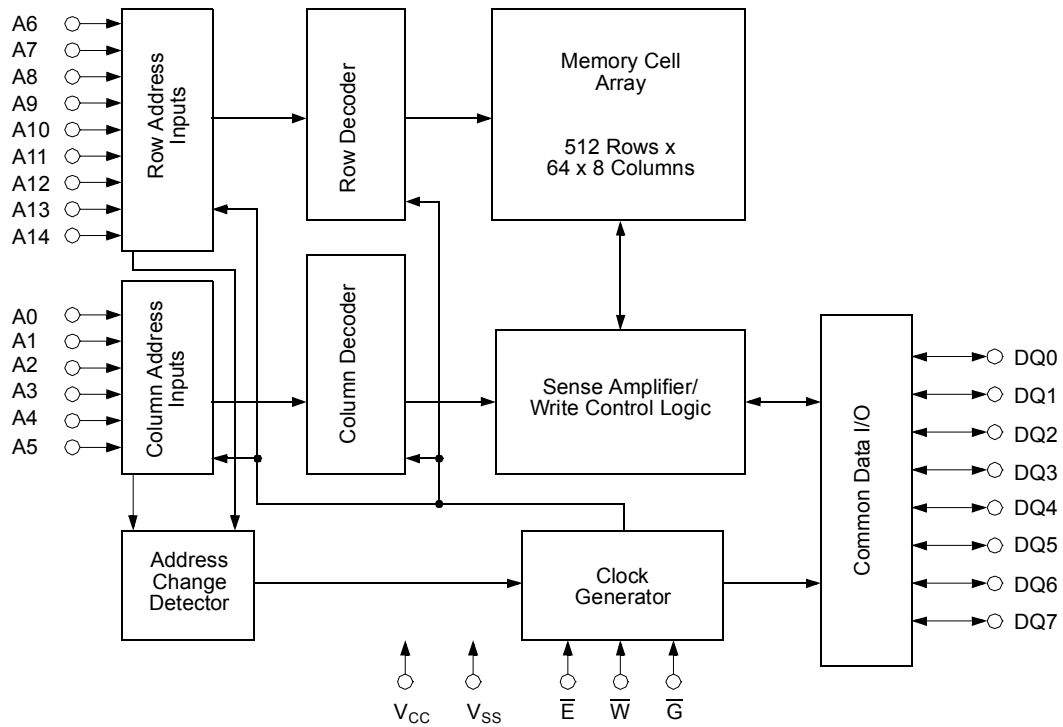 A6
A7
A8
A9
A10
A11
A12
A13
A14
Row Address
Inputs
Row Decoder
Memory Cell
Array
512 Rows x
64 x 8 Columns
A0
A1
A2
A3
A4
A5
Column Address
Inputs
Column Decoder
Sense Amplifier/
Write Control Logic
Common Data I/O
DQ0
DQ1
DQ2
DQ3
DQ4
DQ5
DQ6
DQ7
Address
Change
Detector
Clock
Generator
V_CC
V_SS
E̅
W̅
G̅